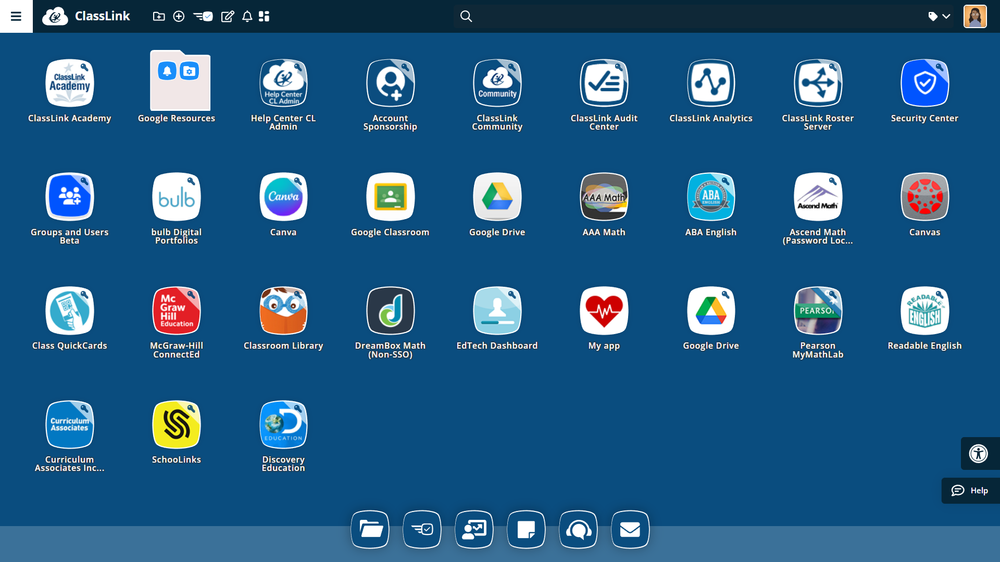 ClassLink
ClassLink
Academy
ClassLink Academy
Google Resources
Help Center
CL Admin
Help Center CL
Admin
Account
Sponsorship
Community
ClassLink
Community
ClassLink Audit
Center
ClassLink Analytics
ClassLink Roster
Server
Security Center
Groups and Users
Beta
bulb
bulb Digital
Portfolios
Canva
Canva
Google Classroom
Google Drive
AAA Math
AAA Math
ABA
ENGLISH
ABA English
Ascend Math
Ascend Math
(Password Loc...
Canvas
Class QuickCards
Mc
Graw
Hill
Education
McGraw-Hill
ConnectEd
Classroom Library
DreamBox Math
(Non-SSO)
EdTech Dashboard
My app
Google Drive
PEARSON
Pearson
MyMathLab
READABLE
ENGLISH
Readable English
Curriculum
Associates
Curriculum
Associates Inc...
SchooLinks
EDUCATION
Discovery
Education
Help